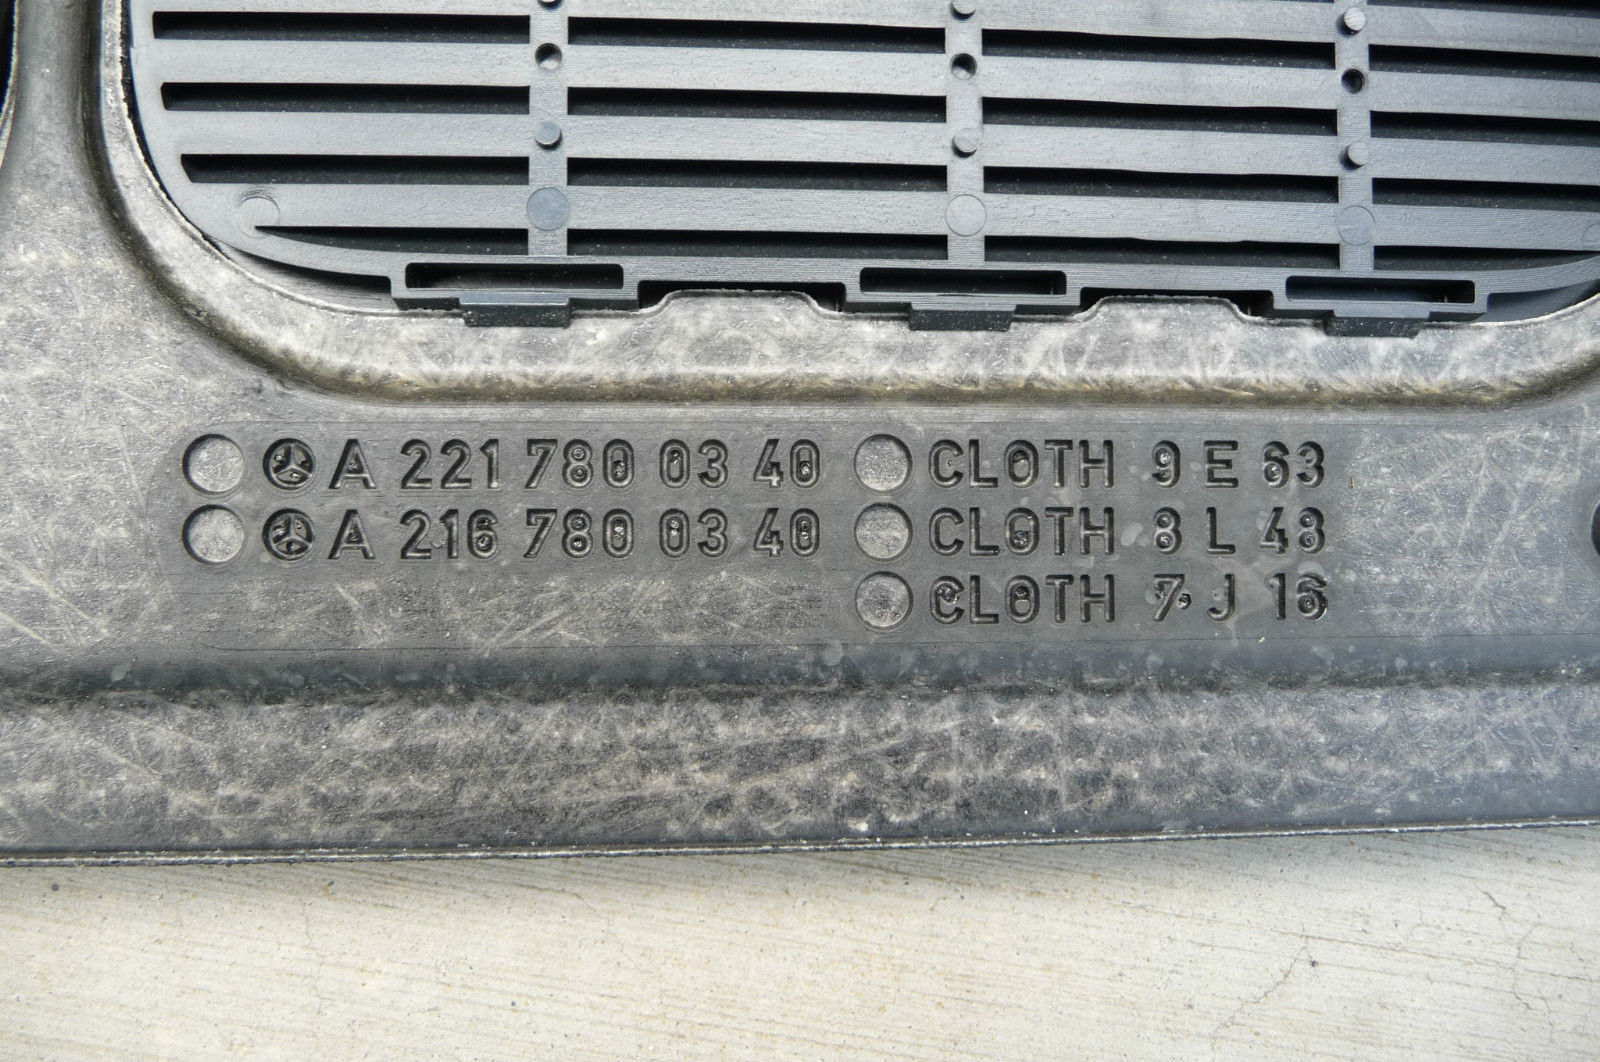 A 221 780 03 40 CLOTH 9 E 63
A 216 780 03 40 CLOTH 8 L 48
CLOTH 7 J 16